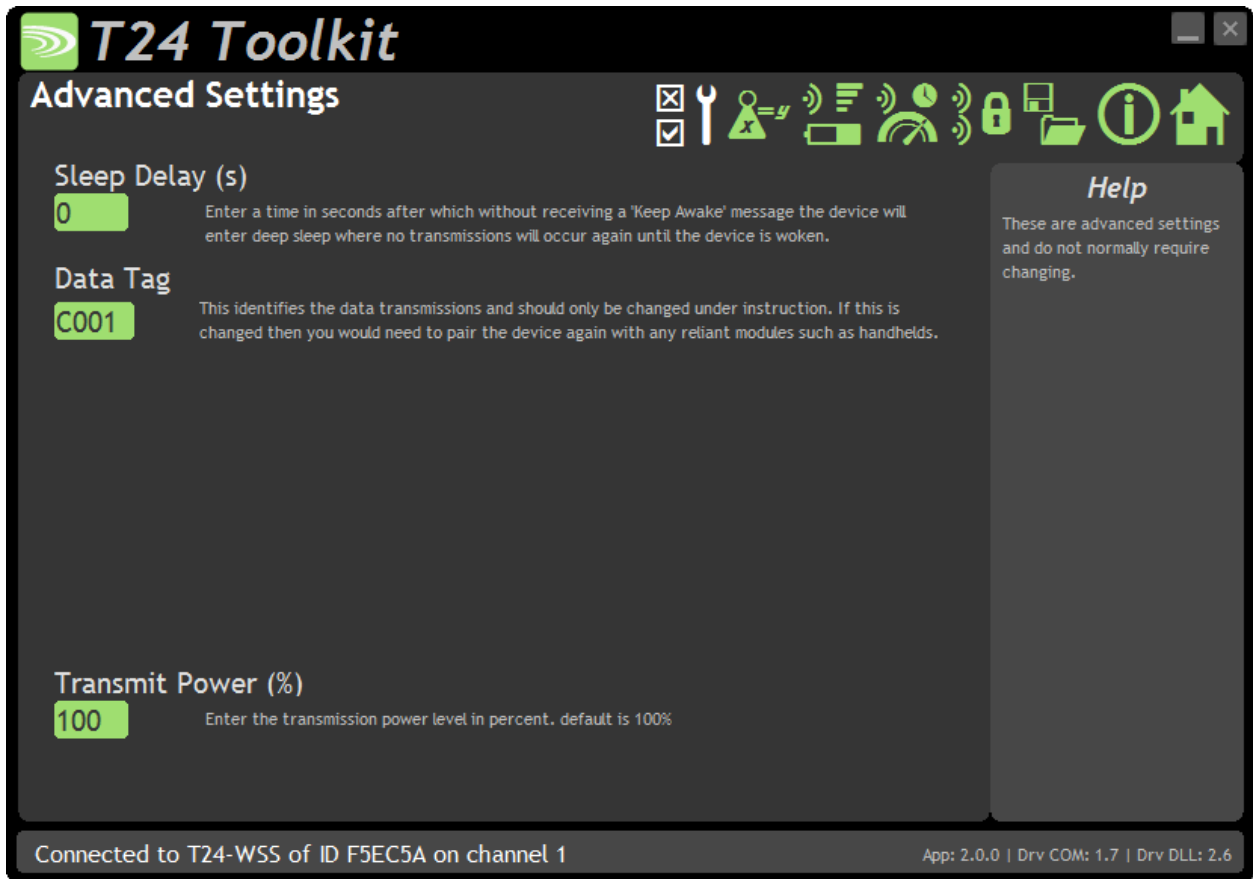 T24 Toolkit
Advanced Settings
x=y
Sleep Delay (s)
0
Enter a time in seconds after which without receiving a 'Keep Awake' message the device will
enter deep sleep where no transmissions will occur again until the device is woken.
Data Tag
C001
This identifies the data transmissions and should only be changed under instruction. If this is
changed then you would need to pair the device again with any reliant modules such as handhelds.
Transmit Power (%)
100
Enter the transmission power level in percent. default is 100%
Help
These are advanced settings
and do not normally require
changing.
Connected to T24-WSS of ID F5EC5A on channel 1
App: 2.0.0 | Drv COM: 1.7 | Drv DLL: 2.6